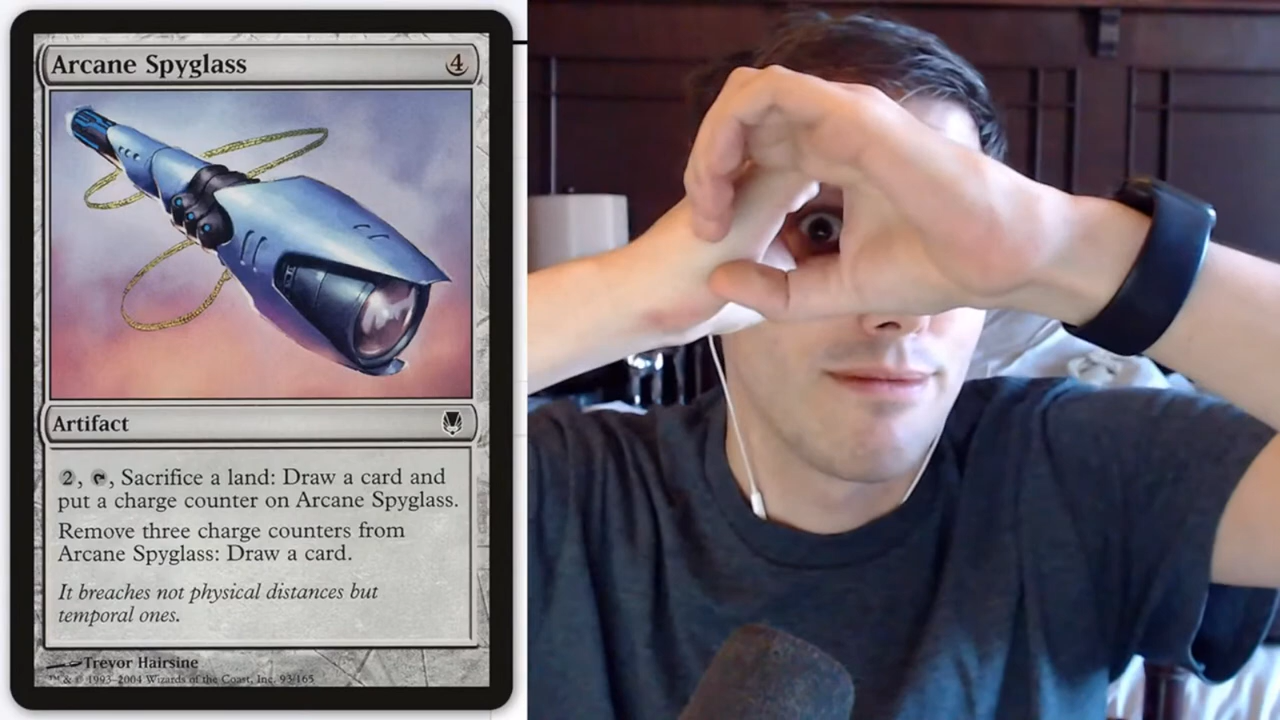 Arcane Spyglass 4
Artifact
2, , Sacrifice a land: Draw a card and
put a charge counter on Arcane Spyglass.
Remove three charge counters from
Arcane Spyglass: Draw a card.
It breaches not physical distances but
temporal ones.
Trevor Hairsine
™ & © 1993–2004 Wizards of the Coast, Inc. 93/165